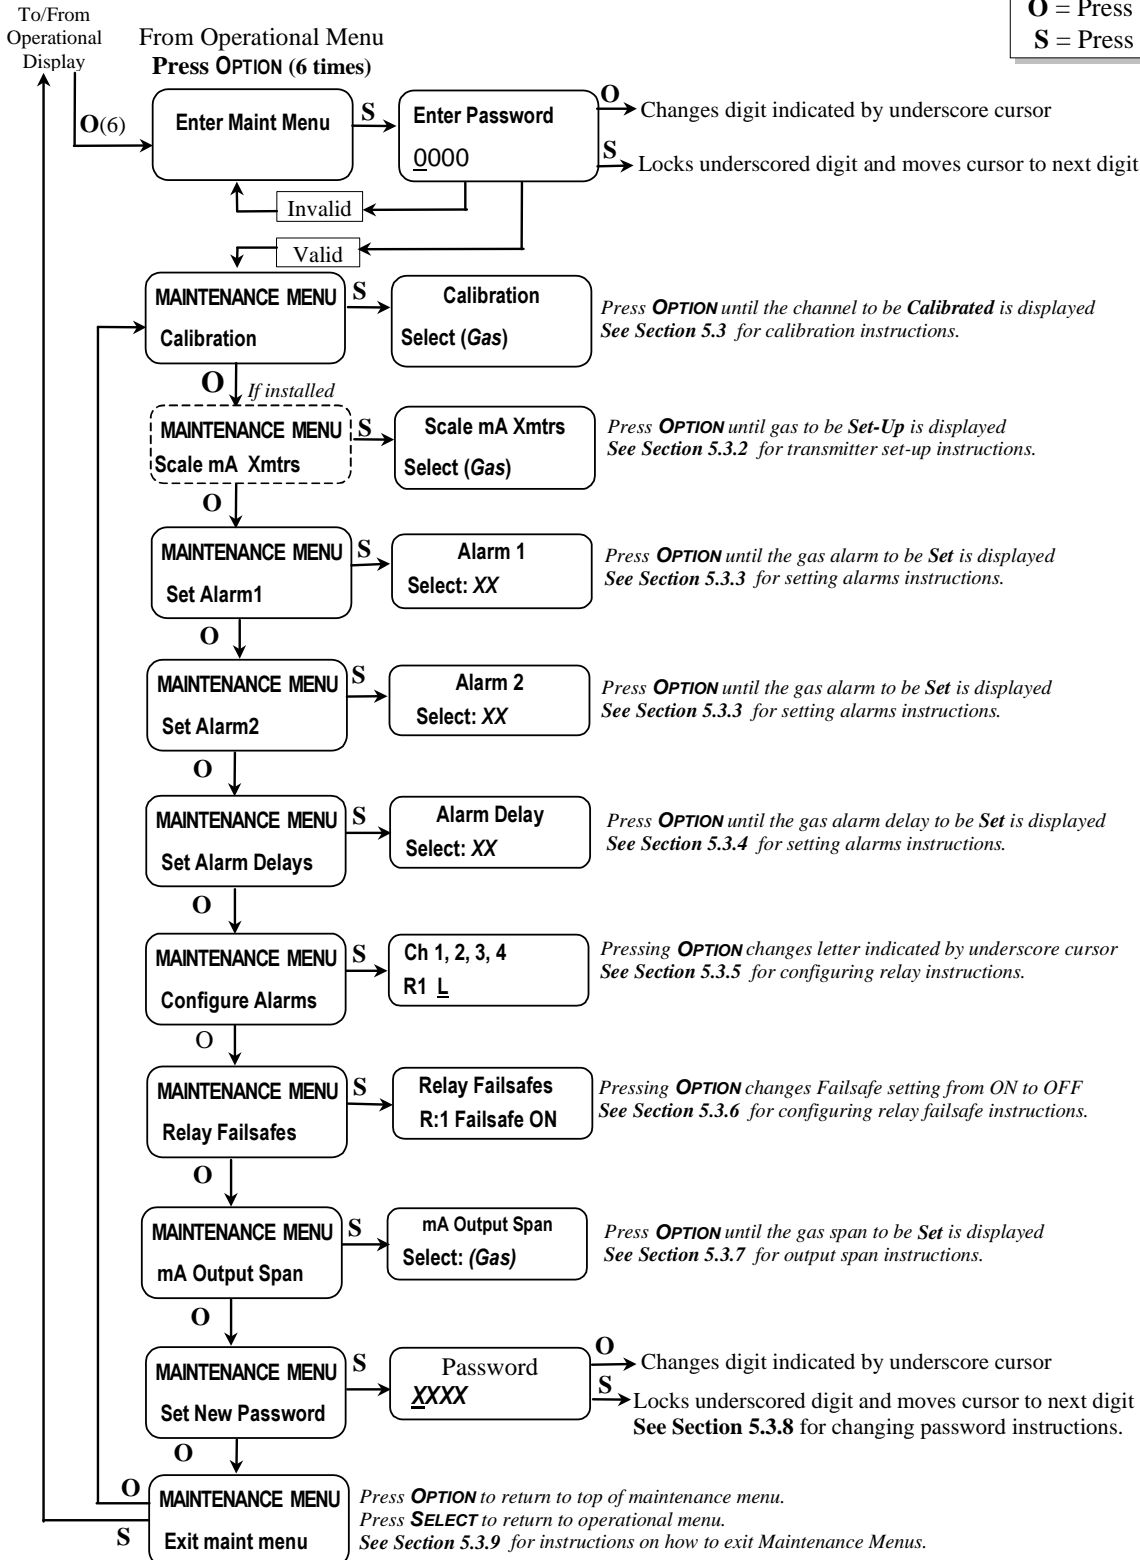 To/From
Operational
Display
From Operational Menu
Press OPTION (6 times)
O = Press
S = Press
O(6)
Enter Maint Menu
S
Enter Password
0000
O
Changes digit indicated by underscore cursor
S
Locks underscored digit and moves cursor to next digit
Invalid
Valid
MAINTENANCE MENU
Calibration
S
Calibration
Select (Gas)
Press OPTION until the channel to be Calibrated is displayed
See Section 5.3 for calibration instructions.
O
If installed
MAINTENANCE MENU
Scale mA Xmtrs
S
Scale mA Xmtrs
Select (Gas)
Press OPTION until gas to be Set-Up is displayed
See Section 5.3.2 for transmitter set-up instructions.
O
MAINTENANCE MENU
Set Alarm1
S
Alarm 1
Select: XX
Press OPTION until the gas alarm to be Set is displayed
See Section 5.3.3 for setting alarms instructions.
O
MAINTENANCE MENU
Set Alarm2
S
Alarm 2
Select: XX
Press OPTION until the gas alarm to be Set is displayed
See Section 5.3.3 for setting alarms instructions.
O
MAINTENANCE MENU
Set Alarm Delays
S
Alarm Delay
Select: XX
Press OPTION until the gas alarm delay to be Set is displayed
See Section 5.3.4 for setting alarms instructions.
O
MAINTENANCE MENU
Configure Alarms
S
Ch 1, 2, 3, 4
R1 L
Pressing OPTION changes letter indicated by underscore cursor
See Section 5.3.5 for configuring relay instructions.
O
MAINTENANCE MENU
Relay Failsafes
S
Relay Failsafes
R:1 Failsafe ON
Pressing OPTION changes Failsafe setting from ON to OFF
See Section 5.3.6 for configuring relay failsafe instructions.
O
MAINTENANCE MENU
mA Output Span
S
mA Output Span
Select: (Gas)
Press OPTION until the gas span to be Set is displayed
See Section 5.3.7 for output span instructions.
O
MAINTENANCE MENU
Set New Password
S
Password
XXXX
O
Changes digit indicated by underscore cursor
S
Locks underscored digit and moves cursor to next digit
See Section 5.3.8 for changing password instructions.
O
O
S
MAINTENANCE MENU
Exit maint menu
Press OPTION to return to top of maintenance menu.
Press SELECT to return to operational menu.
See Section 5.3.9 for instructions on how to exit Maintenance Menus.